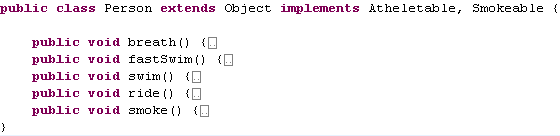 public class Person extends Object implements Atheletable, Smokeable {
public void breath() {..
public void fastSwim() {..
public void swim() {..
public void ride() {..
public void smoke() {..
}